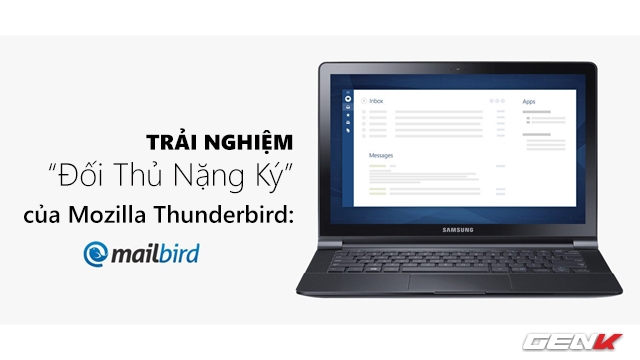 TRẢI NGHIỆM
“Đối Thủ Nặng Ký”
của Mozilla Thunderbird:
mailbird
Inbox
Apps
Messages
SAMSUNG
GENK